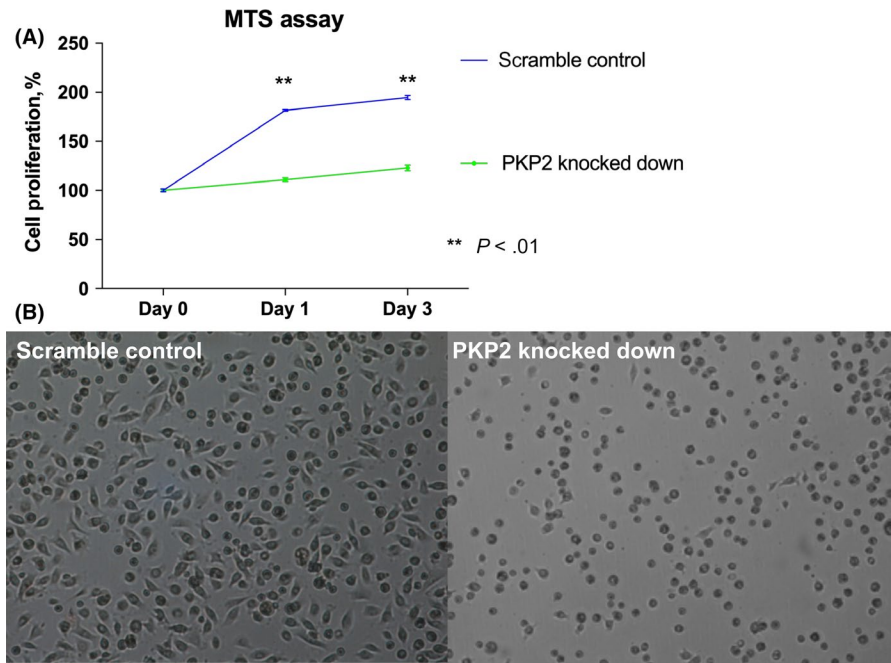 (A)
MTS assay
Cell proliferation, %
250
200
150
100
50
0
**
**
Day 0
Day 1
Day 3
Scramble control
PKP2 knocked down
** P < .01
(B)
Scramble control
PKP2 knocked down